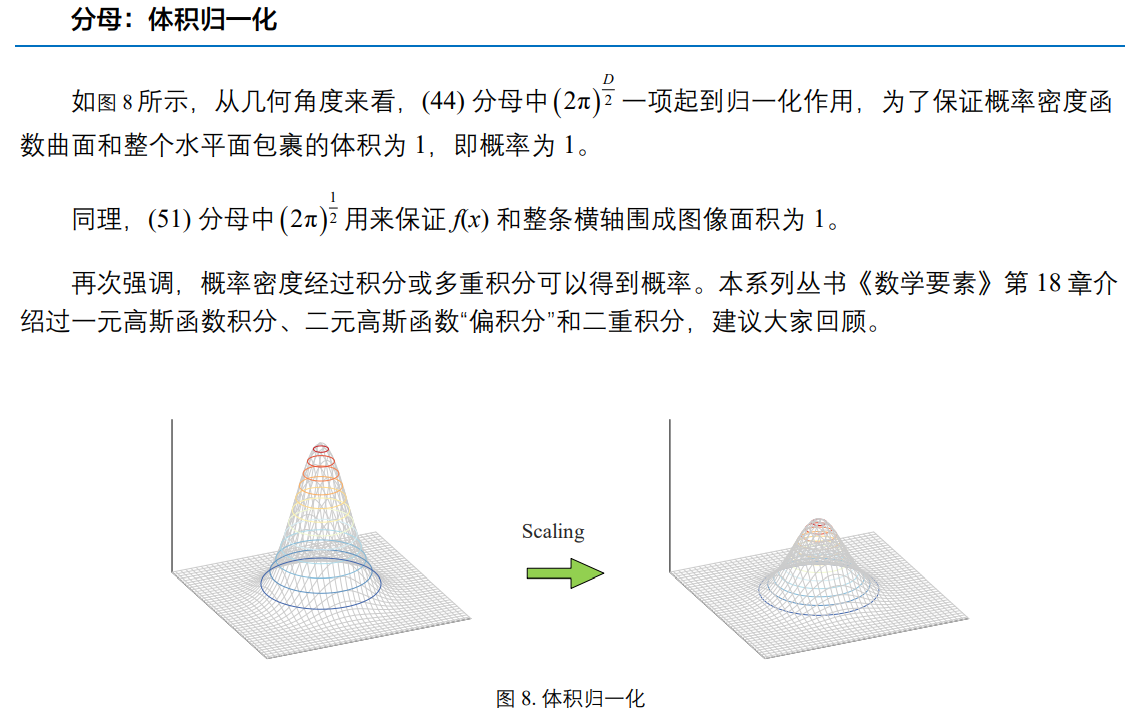 分母：体积归一化
如图 8 所示，从几何角度来看，(44) 分母中 (2π)^{D/2} 一项起到归一化作用，为了保证概率密度函
数曲面和整个水平面包裹的体积为 1，即概率为 1。
同理，(51) 分母中 (2π)^{1/2} 用来保证 f(x) 和整条横轴围成图像面积为 1。
再次强调，概率密度经过积分或多重积分可以得到概率。本系列丛书《数学要素》第 18 章介
绍过一元高斯函数积分、二元高斯函数“偏积分”和二重积分，建议大家回顾。
Scaling
图 8. 体积归一化